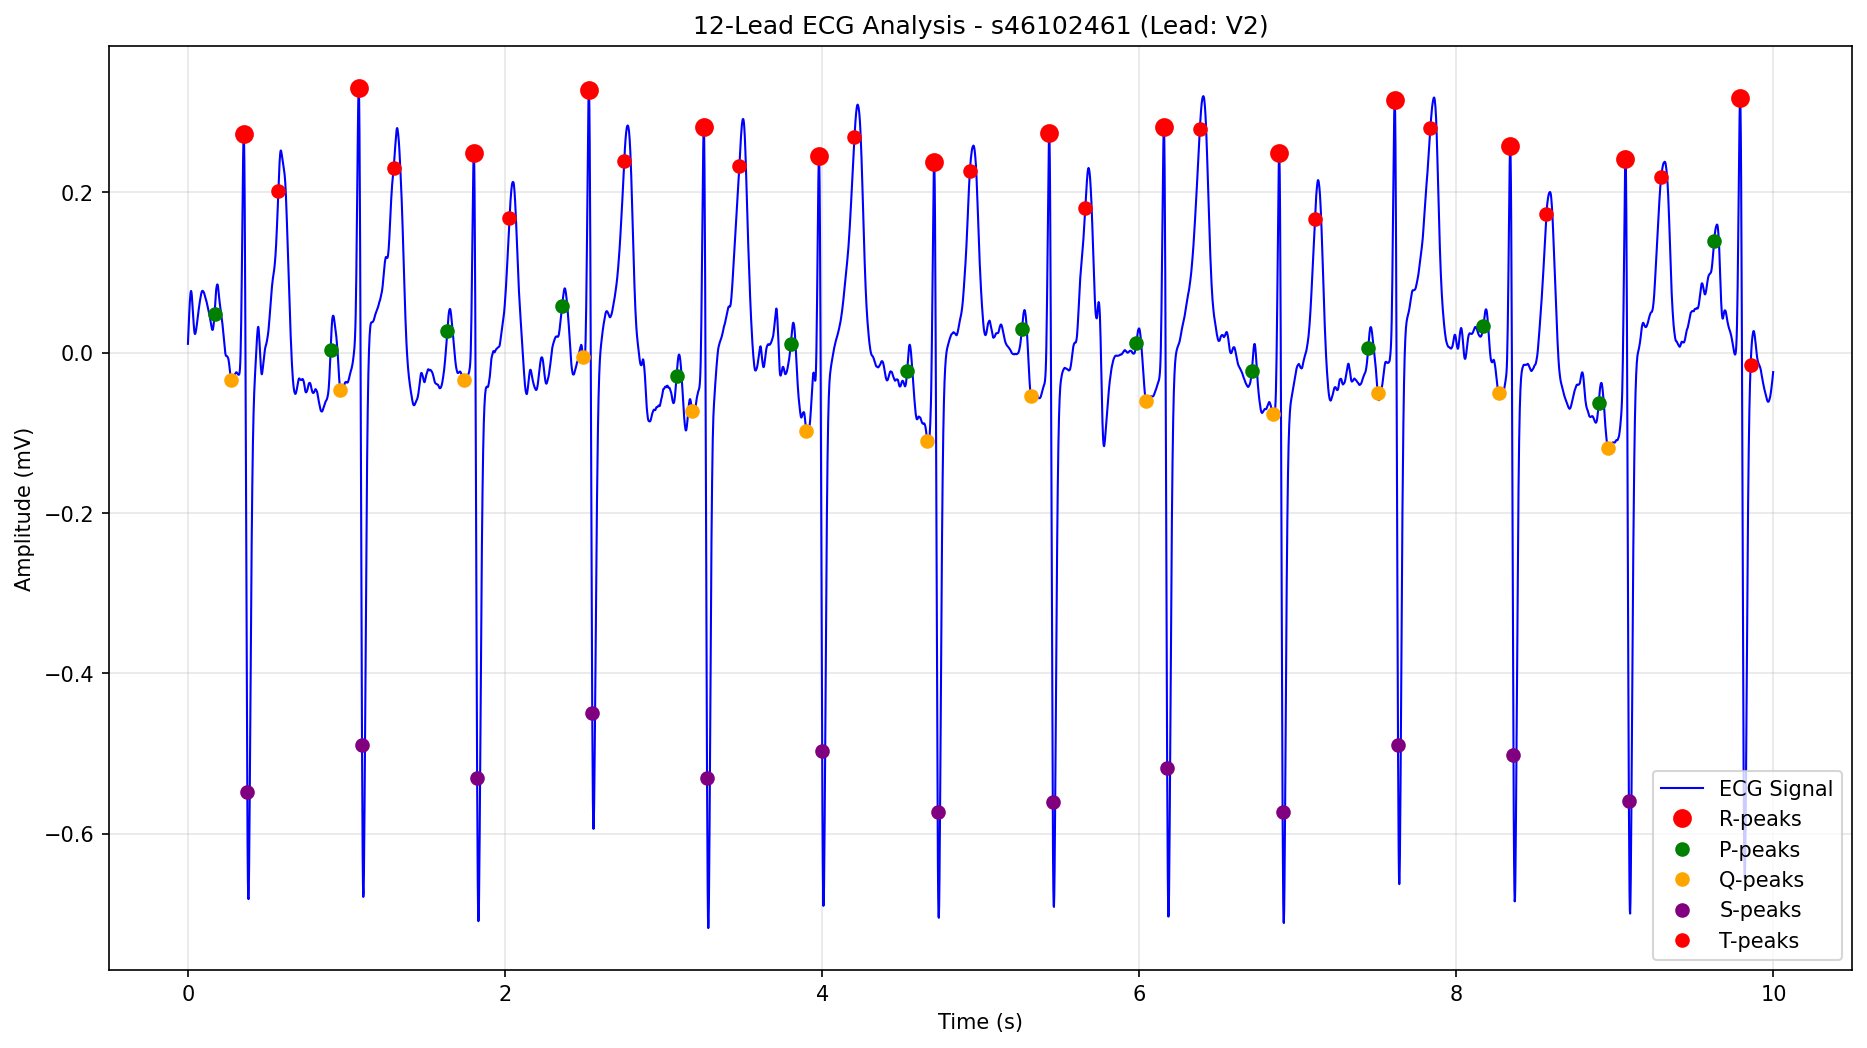 12-Lead ECG Analysis - s46102461 (Lead: V2)
Amplitude (mV)
0.2
0.0
−0.2
−0.4
−0.6
0
2
4
6
8
10
Time (s)
ECG Signal
R-peaks
P-peaks
Q-peaks
S-peaks
T-peaks